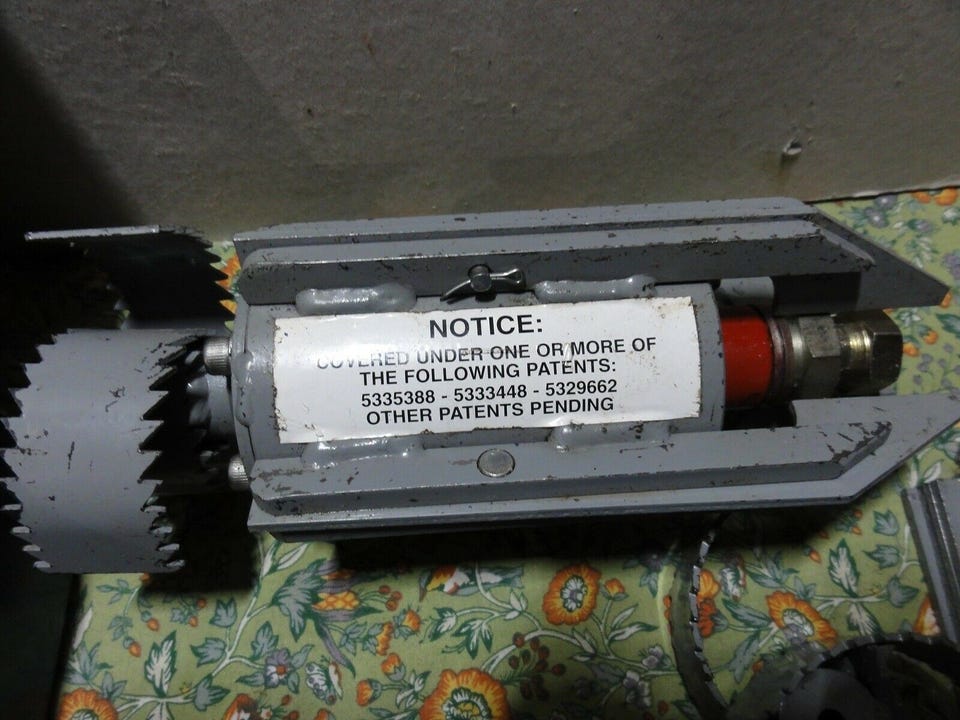 NOTICE:
COVERED UNDER ONE OR MORE OF
THE FOLLOWING PATENTS:
5335388 - 5333448 - 5329662
OTHER PATENTS PENDING